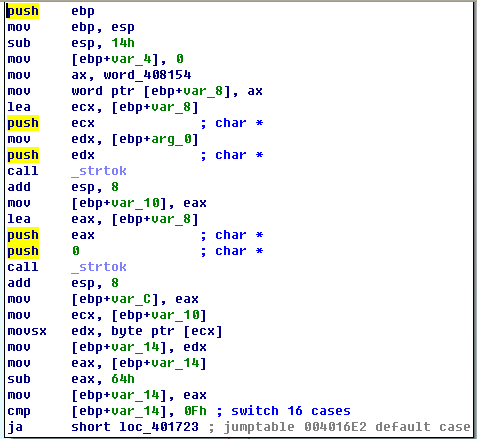 push ebp
mov ebp, esp
sub esp, 14h
mov [ebp+var_4], 0
mov ax, word_408154
mov word ptr [ebp+var_8], ax
lea ecx, [ebp+var_8]
push ecx ; char *
mov edx, [ebp+arg_0]
push edx ; char *
call _strtok
add esp, 8
mov [ebp+var_10], eax
lea eax, [ebp+var_8]
push eax ; char *
push 0 ; char *
call _strtok
add esp, 8
mov [ebp+var_C], eax
mov ecx, [ebp+var_10]
movsx edx, byte ptr [ecx]
mov [ebp+var_14], edx
mov eax, [ebp+var_14]
sub eax, 64h
mov [ebp+var_14], eax
cmp [ebp+var_14], 0Fh ; switch 16 cases
ja short loc_401723 ; jumptable 004016E2 default case